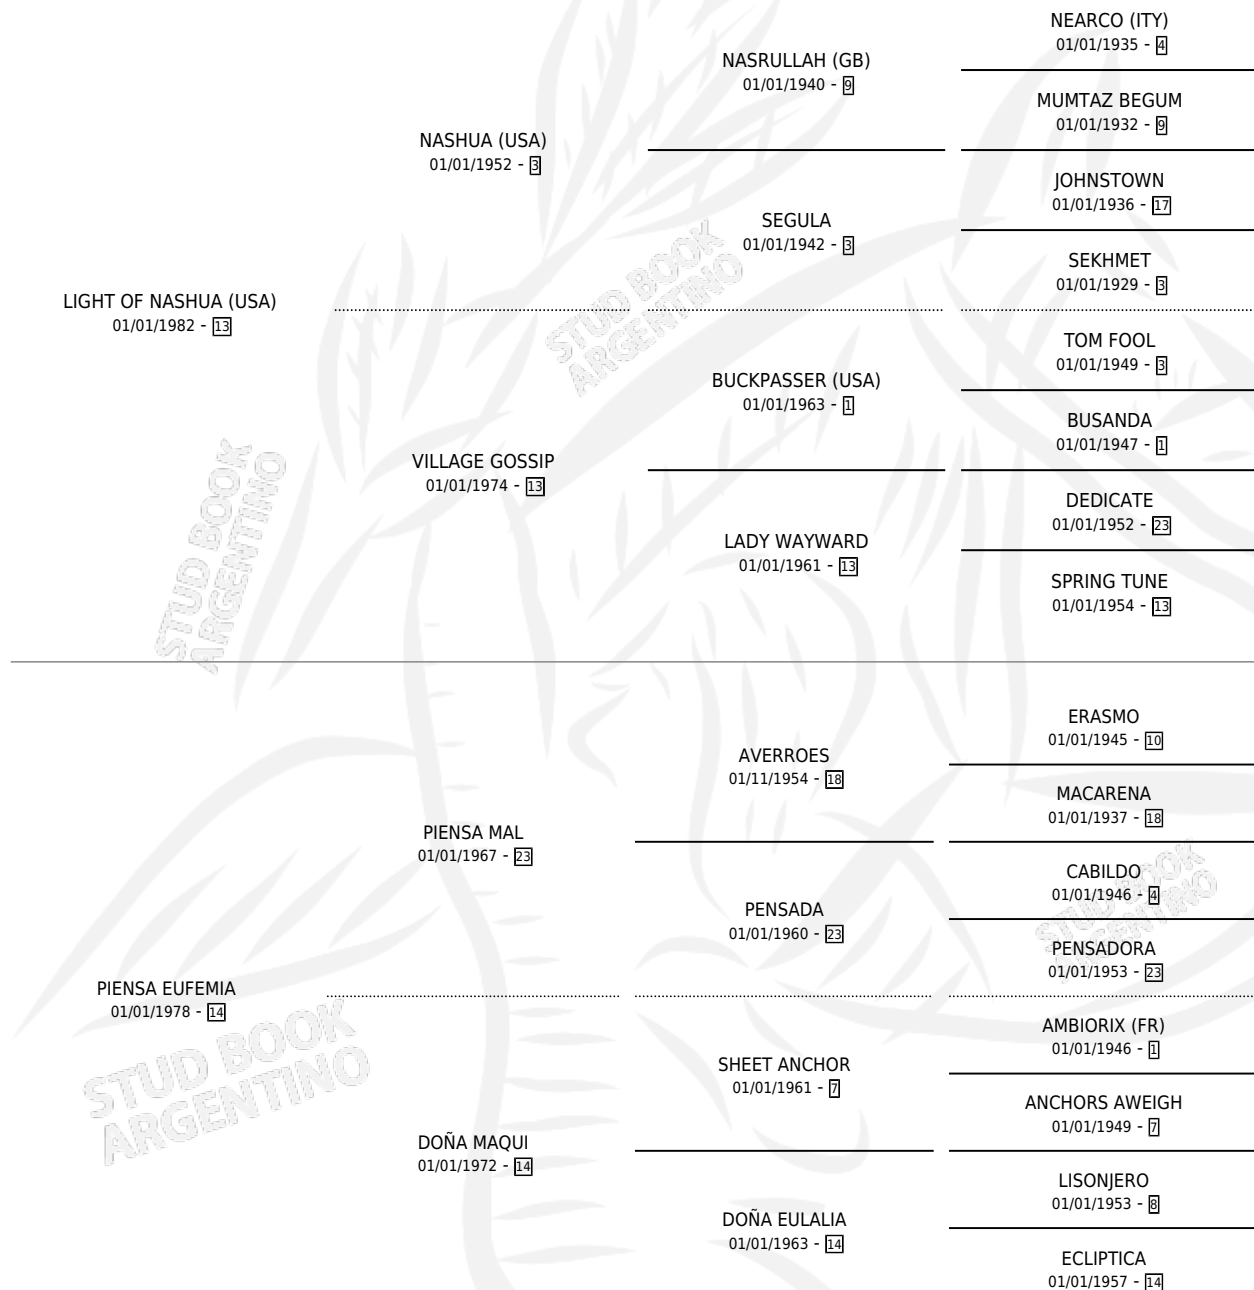 NEARCO (ITY)
01/01/1935 - 4
NASRULLAH (GB)
01/01/1940 - 9
MUMTAZ BEGUM
01/01/1932 - 9
NASHUA (USA)
01/01/1952 - 3
JOHNSTOWN
01/01/1936 - 17
SEGULA
01/01/1942 - 3
SEKHMET
01/01/1929 - 3
LIGHT OF NASHUA (USA)
01/01/1982 - 13
TOM FOOL
01/01/1949 - 3
BUCKPASSER (USA)
01/01/1963 - 1
BUSANDA
01/01/1947 - 1
VILLAGE GOSSIP
01/01/1974 - 13
DEDICATE
01/01/1952 - 23
LADY WAYWARD
01/01/1961 - 13
SPRING TUNE
01/01/1954 - 13
ERASMO
01/01/1945 - 10
AVERROES
01/11/1954 - 18
MACARENA
01/01/1937 - 18
PIENSA MAL
01/01/1967 - 23
CABILDO
01/01/1946 - 4
PENSADA
01/01/1960 - 23
PENSADORA
01/01/1953 - 23
PIENSA EUFEMIA
01/01/1978 - 14
AMBIORIX (FR)
01/01/1946 - 1
SHEET ANCHOR
01/01/1961 - 7
ANCHORS AWEIGH
01/01/1949 - 7
DOÑA MAQUI
01/01/1972 - 14
LISONJERO
01/01/1953 - 8
DOÑA EULALIA
01/01/1963 - 14
ECLIPTICA
01/01/1957 - 14
STUD BOOK
ARGENTINO
STUD BOOK
ARGENTINO
STUD BOOK
ARGENTINO
STUD BOOK
ARGENTINO